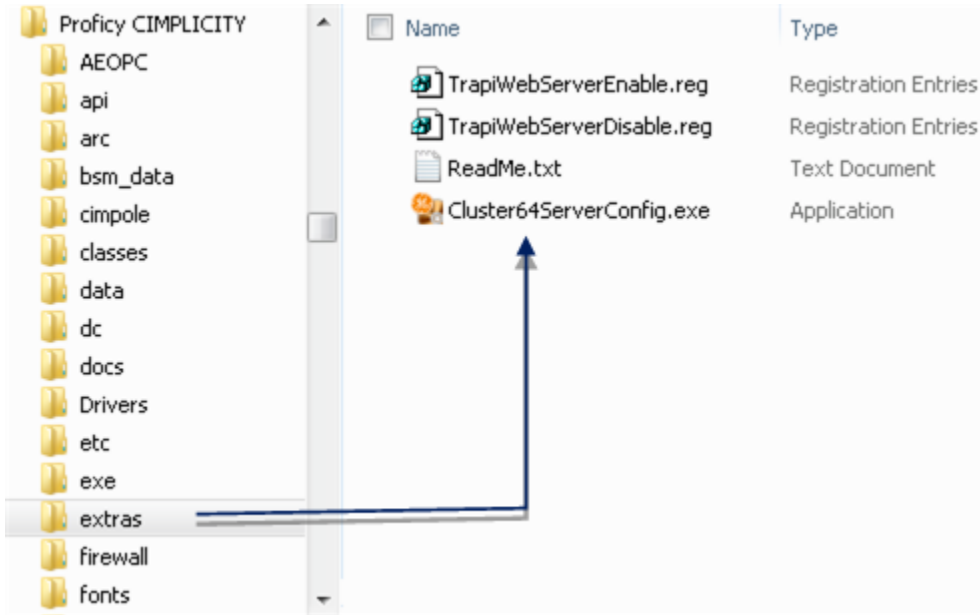 Proficy CIMPLICITY
AEOPC
api
arc
bsm_data
cimpole
classes
data
dc
docs
Drivers
etc
exe
extras
firewall
fonts
Name Type
TrapiWebServerEnable.reg Registration Entries
TrapiWebServerDisable.reg Registration Entries
ReadMe.txt Text Document
Cluster64ServerConfig.exe Application